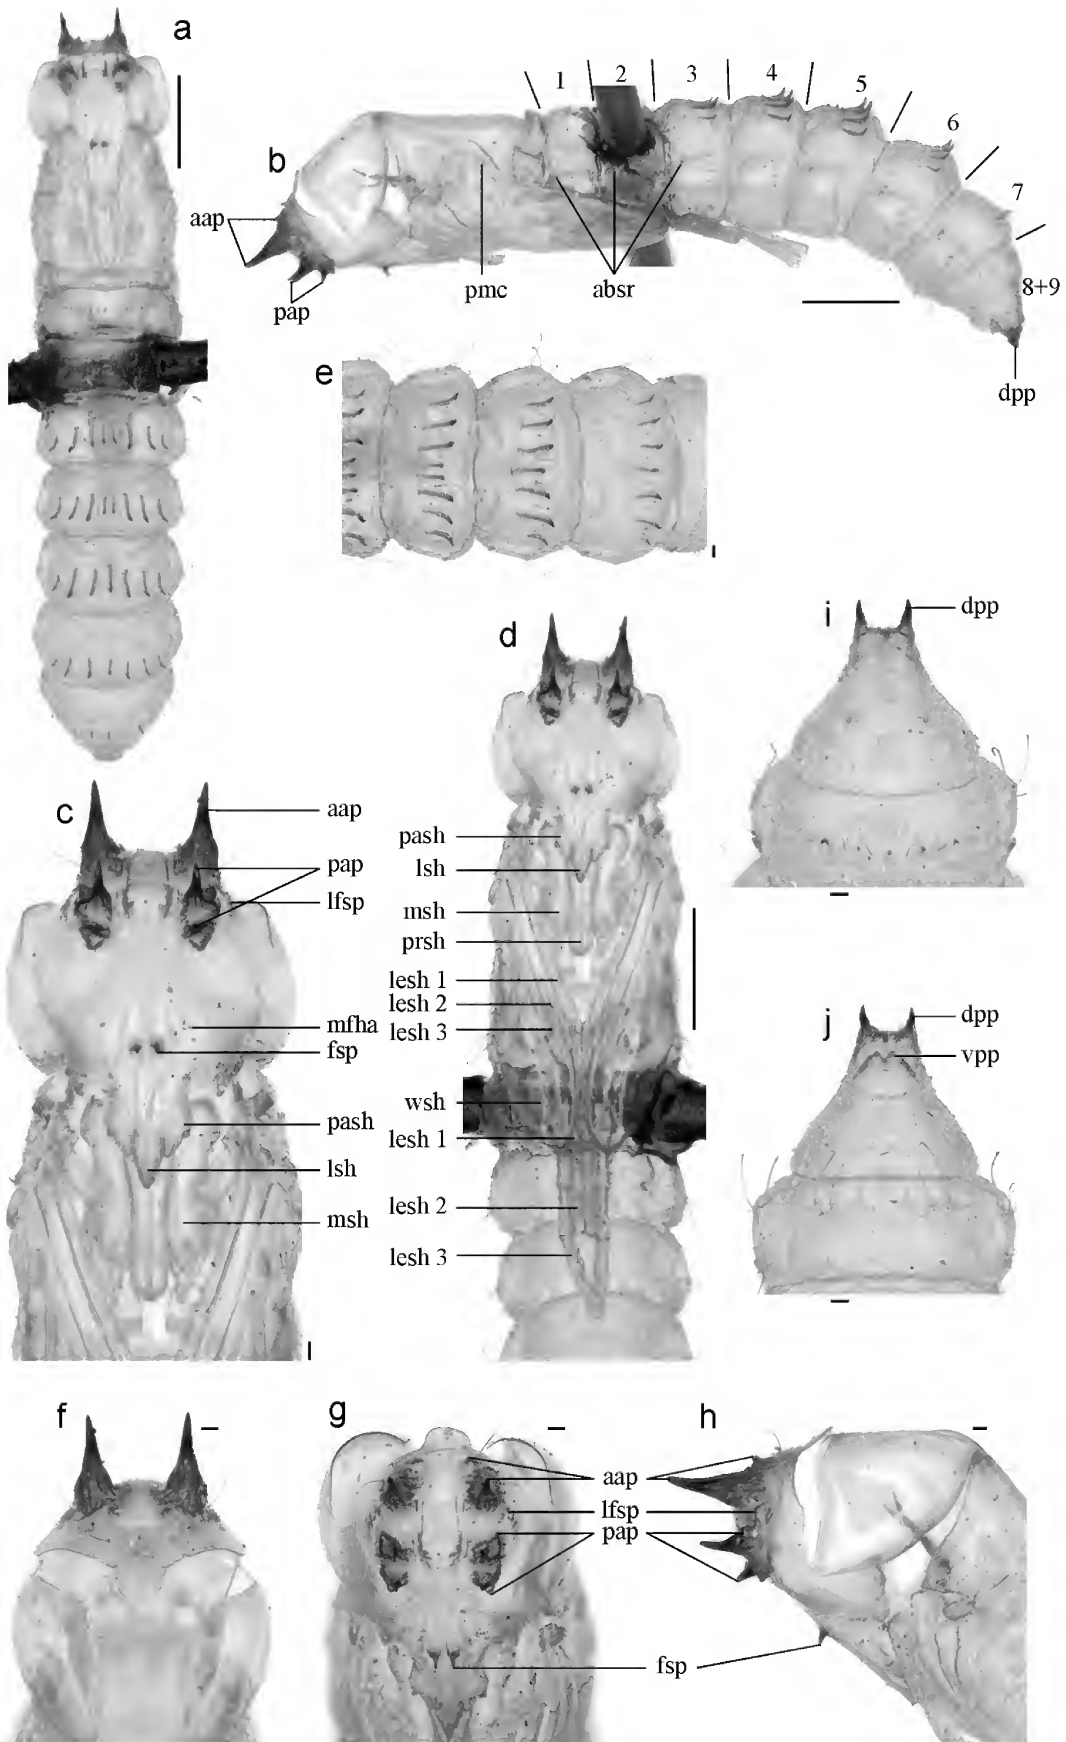 a
b
1 2 3 4 5 6 7 8+9
aap
pap
pmc
absr
dpp
e
c
aap
pap
lfsp
mfha
fsp
pash
lsh
msh
d
pash
lsh
msh
prsh
lesh 1
lesh 2
lesh 3
wsh
lesh 1
lesh 2
lesh 3
i
dpp
j
dpp
vpp
f
g
h
aap
lfsp
pap
fsp